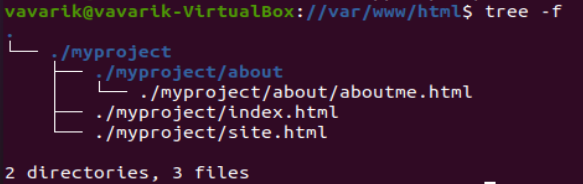 vavarik@vavarik-VirtualBox://var/www/html$ tree -f
.
└── ./myproject
    ├── ./myproject/about
    │   └── ./myproject/about/aboutme.html
    ├── ./myproject/index.html
    └── ./myproject/site.html
2 directories, 3 files